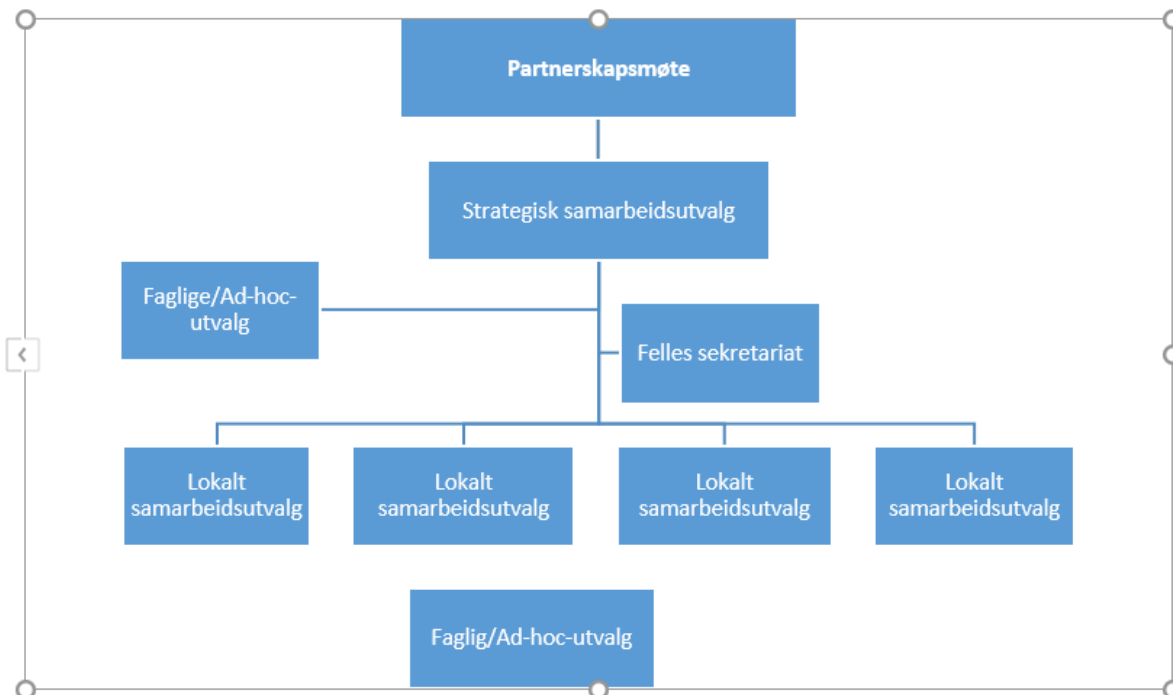 Partnerskapsmøte
Strategisk samarbeidsutvalg
Faglige/Ad-hoc-
utvalg
Felles sekretariat
Lokalt
samarbeidsutvalg
Lokalt
samarbeidsutvalg
Lokalt
samarbeidsutvalg
Lokalt
samarbeidsutvalg
Faglig/Ad-hoc-utvalg